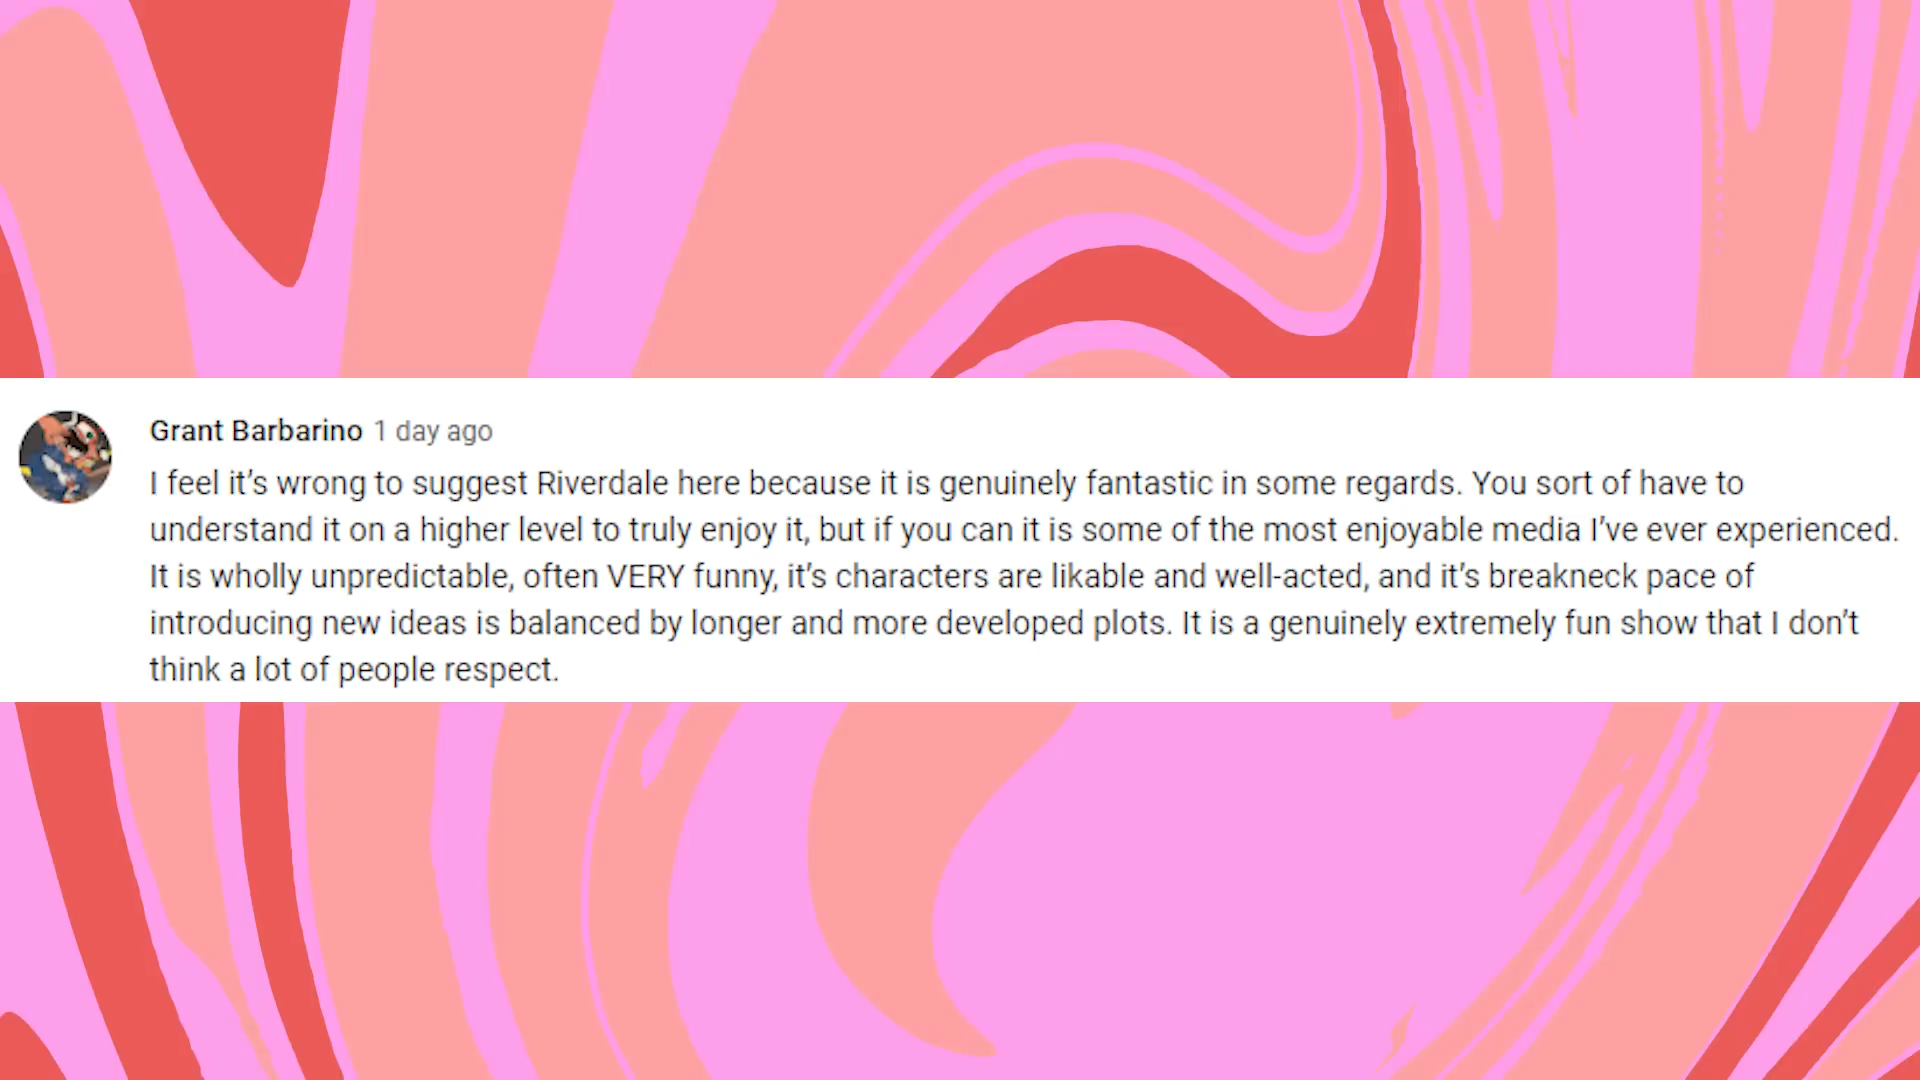 Grant Barbarino 1 day ago
I feel it’s wrong to suggest Riverdale here because it is genuinely fantastic in some regards. You sort of have to
understand it on a higher level to truly enjoy it, but if you can it is some of the most enjoyable media I’ve ever experienced.
It is wholly unpredictable, often VERY funny, it’s characters are likable and well-acted, and it’s breakneck pace of
introducing new ideas is balanced by longer and more developed plots. It is a genuinely extremely fun show that I don’t
think a lot of people respect.